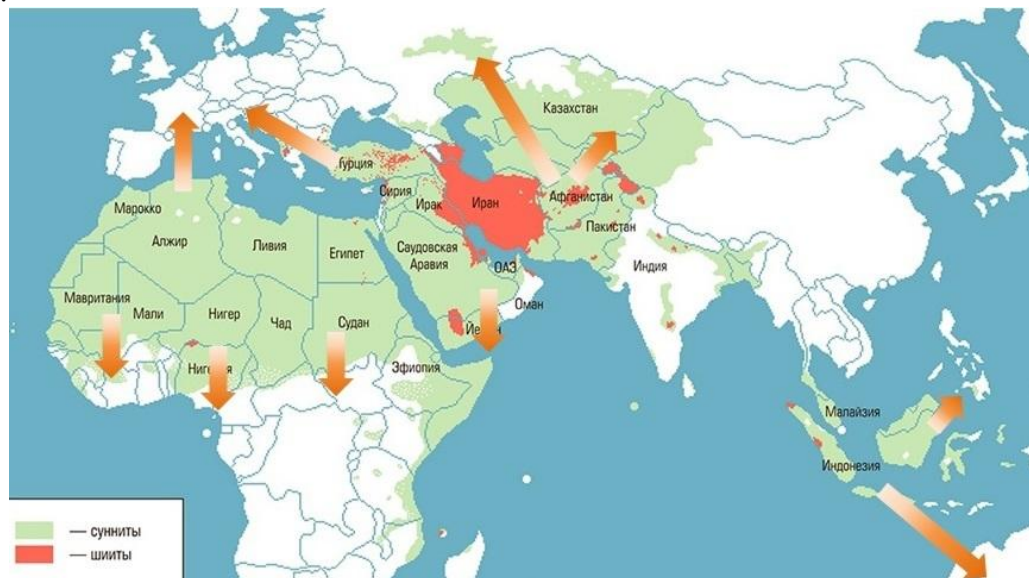 Казахстан
Турция
Сирия
Ирак
Иран
Афганистан
Пакистан
Марокко
Алжир
Ливия
Египет
Саудовская
Аравия
ОАЭ
Индия
Оман
Мавритания
Мали
Нигер
Чад
Судан
Йемен
Нигерия
Эфиопия
Малайзия
Индонезия
— сунниты
— шииты